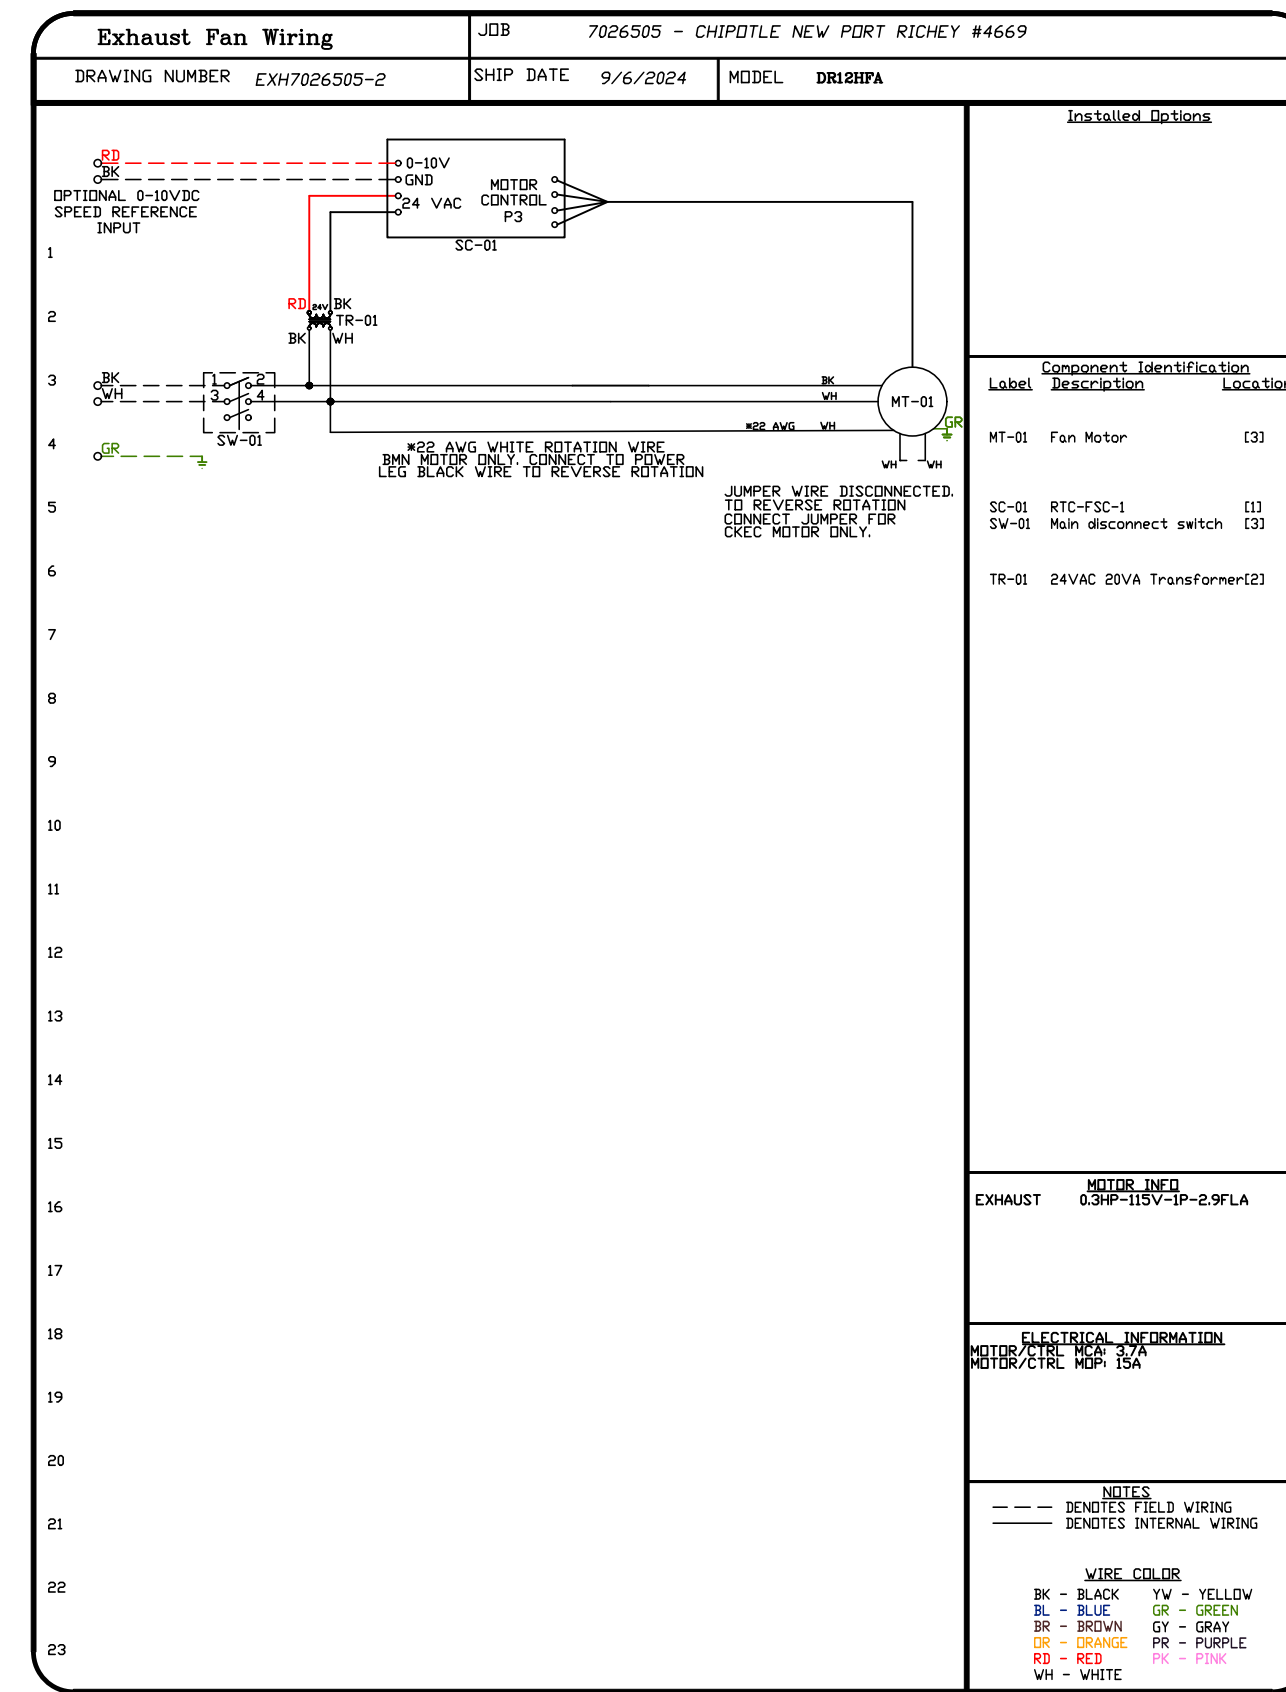 Exhaust Fan Wiring
JOB 7026505 - CHIPOTLE NEW PORT RICHEY #4669
DRAWING NUMBER EXH7026505-2
SHIP DATE 9/6/2024
MODEL DR12HFA
Installed Options
RD
BK
OPTIONAL 0-10VDC
SPEED REFERENCE
INPUT
0-10V
GND
24 VAC
MOTOR
CONTROL
P3
SC-01
1
2
RD 24V BK
TR-01
BK WH
3
BK
WH
1 2
3 4
SW-01
BK
WH
MT-01
*22 AWG WH
GR
4
GR
WH WH
*22 AWG WHITE ROTATION WIRE
BMN MOTOR ONLY. CONNECT TO POWER
LEG BLACK WIRE TO REVERSE ROTATION
JUMPER WIRE DISCONNECTED.
TO REVERSE ROTATION
CONNECT JUMPER FOR
CKEC MOTOR ONLY.
5
6
7
8
9
10
11
12
13
14
15
16
17
18
19
20
21
22
23
Component Identification
Label Description Location
MT-01 Fan Motor [3]
SC-01 RTC-FSC-1 [1]
SW-01 Main disconnect switch [3]
TR-01 24VAC 20VA Transformer[2]
MOTOR INFO
EXHAUST 0.3HP-115V-1P-2.9FLA
ELECTRICAL INFORMATION
MOTOR/CTRL MCA: 3.7A
MOTOR/CTRL MOP: 15A
NOTES
DENOTES FIELD WIRING
DENOTES INTERNAL WIRING
WIRE COLOR
BK - BLACK YW - YELLOW
BL - BLUE GR - GREEN
BR - BROWN GY - GRAY
OR - ORANGE PR - PURPLE
RD - RED PK - PINK
WH - WHITE